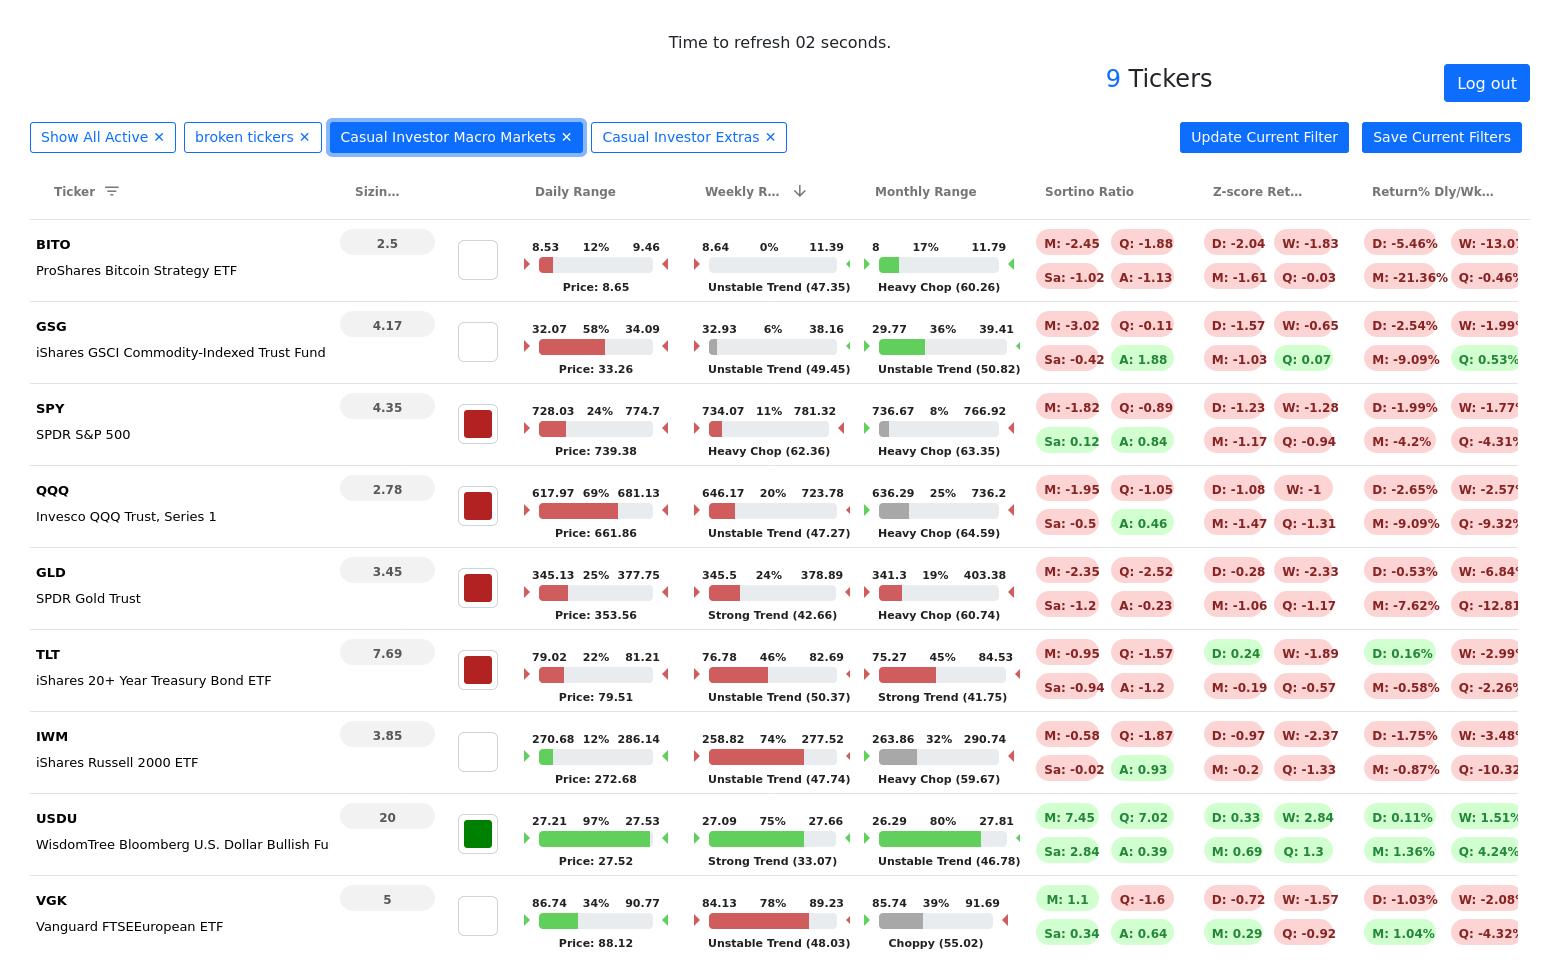 Time to refresh 02 seconds.
9 Tickers
Log out
Show All Active ✕ broken tickers ✕ Casual Investor Macro Markets ✕ Casual Investor Extras ✕ Update Current Filter Save Current Filters
Ticker Sizin… Daily Range Weekly R… Monthly Range Sortino Ratio Z-score Ret… Return% Dly/Wk…
BITO 2.5 8.53 12% 9.46 8.64 0% 11.39 8 17% 11.79 M: -2.45 Q: -1.88 D: -2.04 W: -1.83 D: -5.46% W: -13.07
ProShares Bitcoin Strategy ETF Sa: -1.02 A: -1.13 M: -1.61 Q: -0.03 M: -21.36% Q: -0.46%
Price: 8.65 Unstable Trend (47.35) Heavy Chop (60.26)
GSG 4.17 32.07 58% 34.09 32.93 6% 38.16 29.77 36% 39.41 M: -3.02 Q: -0.11 D: -1.57 W: -0.65 D: -2.54% W: -1.99%
iShares GSCI Commodity-Indexed Trust Fund Sa: -0.42 A: 1.88 M: -1.03 Q: 0.07 M: -9.09% Q: 0.53%
Price: 33.26 Unstable Trend (49.45) Unstable Trend (50.82)
SPY 4.35 728.03 24% 774.7 734.07 11% 781.32 736.67 8% 766.92 M: -1.82 Q: -0.89 D: -1.23 W: -1.28 D: -1.99% W: -1.77%
SPDR S&P 500 Sa: 0.12 A: 0.84 M: -1.17 Q: -0.94 M: -4.2% Q: -4.31%
Price: 739.38 Heavy Chop (62.36) Heavy Chop (63.35)
QQQ 2.78 617.97 69% 681.13 646.17 20% 723.78 636.29 25% 736.2 M: -1.95 Q: -1.05 D: -1.08 W: -1 D: -2.65% W: -2.57%
Invesco QQQ Trust, Series 1 Sa: -0.5 A: 0.46 M: -1.47 Q: -1.31 M: -9.09% Q: -9.32%
Price: 661.86 Unstable Trend (47.27) Heavy Chop (64.59)
GLD 3.45 345.13 25% 377.75 345.5 24% 378.89 341.3 19% 403.38 M: -2.35 Q: -2.52 D: -0.28 W: -2.33 D: -0.53% W: -6.84%
SPDR Gold Trust Sa: -1.2 A: -0.23 M: -1.06 Q: -1.17 M: -7.62% Q: -12.81
Price: 353.56 Strong Trend (42.66) Heavy Chop (60.74)
TLT 7.69 79.02 22% 81.21 76.78 46% 82.69 75.27 45% 84.53 M: -0.95 Q: -1.57 D: 0.24 W: -1.89 D: 0.16% W: -2.99%
iShares 20+ Year Treasury Bond ETF Sa: -0.94 A: -1.2 M: -0.19 Q: -0.57 M: -0.58% Q: -2.26%
Price: 79.51 Unstable Trend (50.37) Strong Trend (41.75)
IWM 3.85 270.68 12% 286.14 258.82 74% 277.52 263.86 32% 290.74 M: -0.58 Q: -1.87 D: -0.97 W: -2.37 D: -1.75% W: -3.48%
iShares Russell 2000 ETF Sa: -0.02 A: 0.93 M: -0.2 Q: -1.33 M: -0.87% Q: -10.32
Price: 272.68 Unstable Trend (47.74) Heavy Chop (59.67)
USDU 20 27.21 97% 27.53 27.09 75% 27.66 26.29 80% 27.81 M: 7.45 Q: 7.02 D: 0.33 W: 2.84 D: 0.11% W: 1.51%
WisdomTree Bloomberg U.S. Dollar Bullish Fu Sa: 2.84 A: 0.39 M: 0.69 Q: 1.3 M: 1.36% Q: 4.24%
Price: 27.52 Strong Trend (33.07) Unstable Trend (46.78)
VGK 5 86.74 34% 90.77 84.13 78% 89.23 85.74 39% 91.69 M: 1.1 Q: -1.6 D: -0.72 W: -1.57 D: -1.03% W: -2.08%
Vanguard FTSEEuropean ETF Sa: 0.34 A: 0.64 M: 0.29 Q: -0.92 M: 1.04% Q: -4.32%
Price: 88.12 Unstable Trend (48.03) Choppy (55.02)